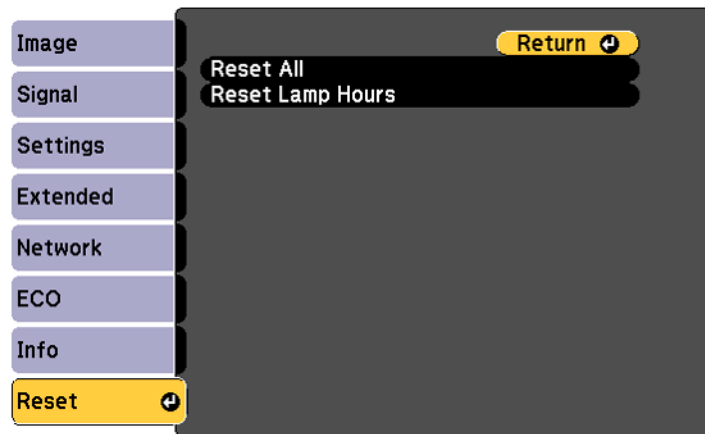 Image
Signal
Settings
Extended
Network
ECO
Info
Reset
Return
Reset All
Reset Lamp Hours